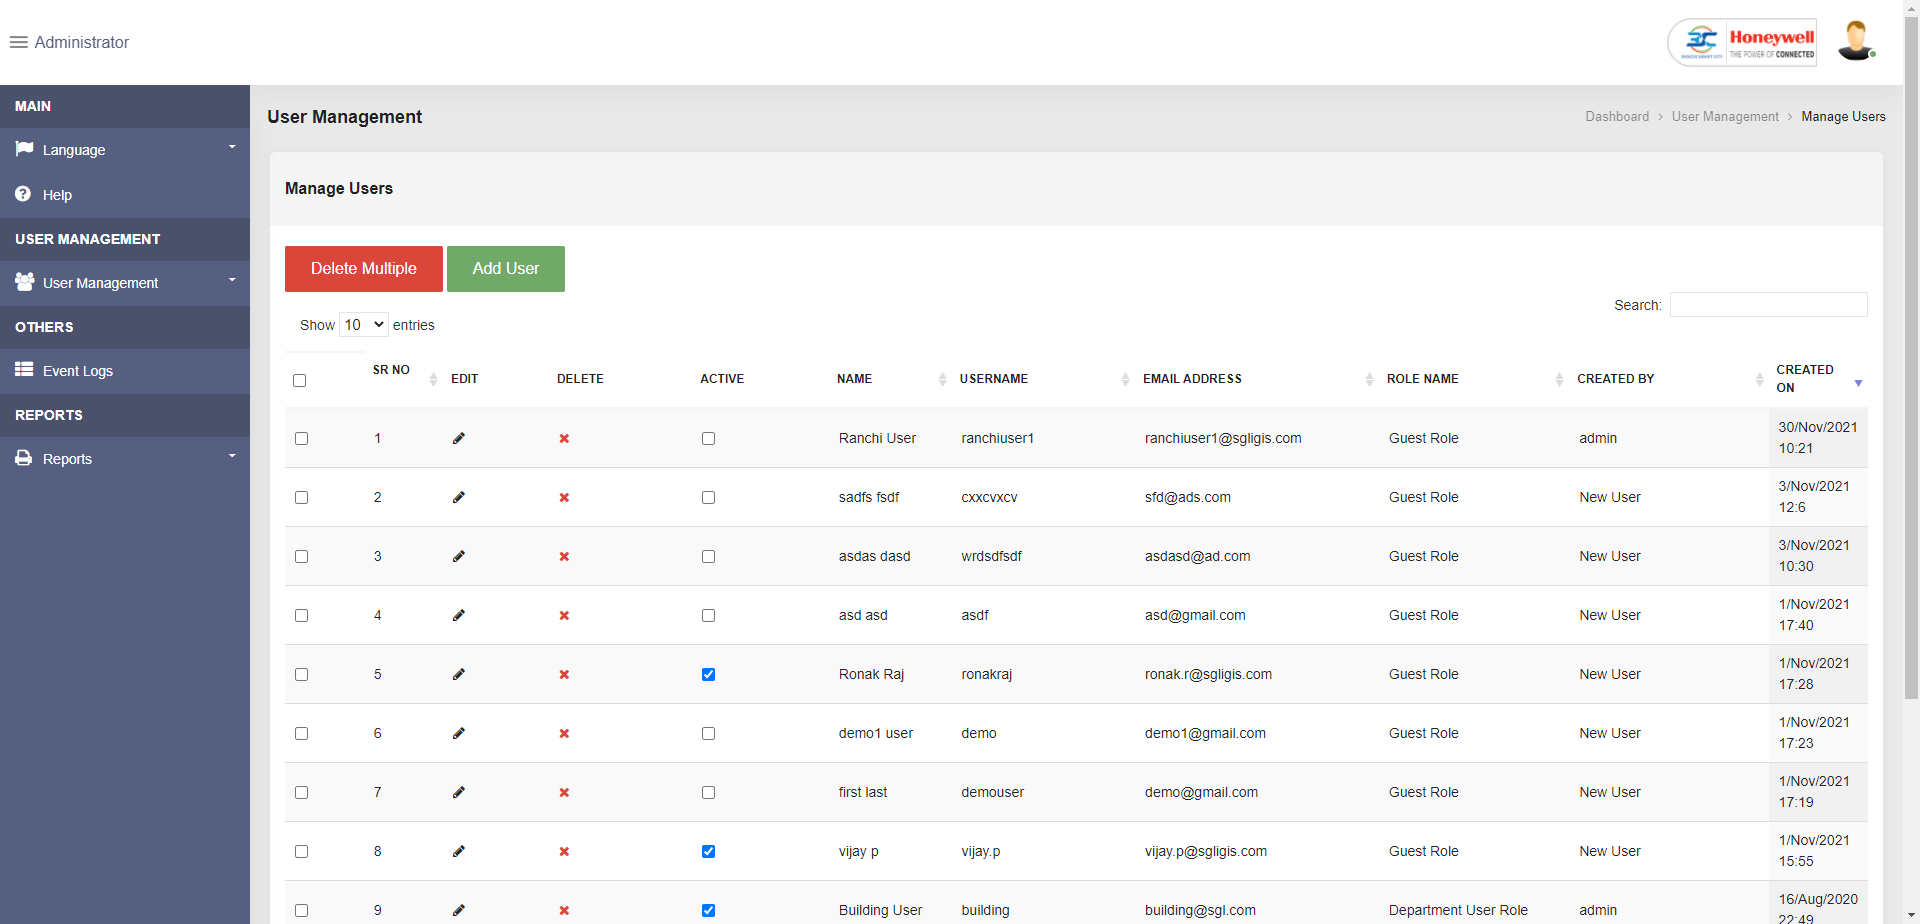 Administrator
Honeywell
THE POWER OF CONNECTED
RANCHI SMART CITY
MAIN
Language
Help
USER MANAGEMENT
User Management
OTHERS
Event Logs
REPORTS
Reports
User Management
Dashboard > User Management > Manage Users
Manage Users
Delete Multiple Add User
Search:
Show 10 entries
SR NO EDIT DELETE ACTIVE NAME USERNAME EMAIL ADDRESS ROLE NAME CREATED BY CREATED ON
1 Ranchi User ranchiuser1 ranchiuser1@sgligis.com Guest Role admin 30/Nov/2021 10:21
2 sadfs fsdf cxxcvxcv sfd@ads.com Guest Role New User 3/Nov/2021 12:6
3 asdas dasd wrdsdfsdf asdasd@ad.com Guest Role New User 3/Nov/2021 10:30
4 asd asd asdf asd@gmail.com Guest Role New User 1/Nov/2021 17:40
5 Ronak Raj ronakraj ronak.r@sgligis.com Guest Role New User 1/Nov/2021 17:28
6 demo1 user demo demo1@gmail.com Guest Role New User 1/Nov/2021 17:23
7 first last demouser demo@gmail.com Guest Role New User 1/Nov/2021 17:19
8 vijay p vijay.p vijay.p@sgligis.com Guest Role New User 1/Nov/2021 15:55
9 Building User building building@sgl.com Department User Role admin 16/Aug/2020 22:49